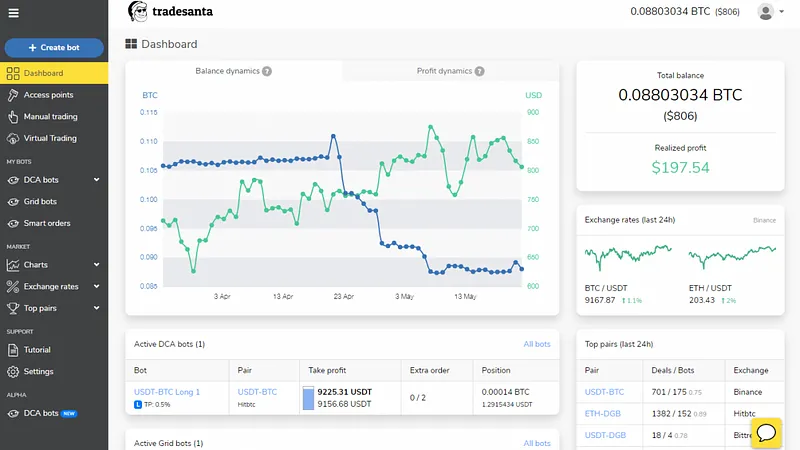 tradesanta
0.08803034 BTC ($806)
Create bot
Dashboard
Access points
Manual trading
Virtual Trading
MY BOTS
DCA bots
Grid bots
Smart orders
MARKET
Charts
Exchange rates
Top pairs
SUPPORT
Tutorial
Settings
ALPHA
DCA bots NEW
Dashboard
Balance dynamics ?
Profit dynamics ?
BTC
USD
0.115
0.110
0.105
0.100
0.095
0.090
0.085
900
850
800
750
700
650
600
3 Apr 13 Apr 23 Apr 3 May 13 May
Total balance
0.08803034 BTC
($806)
Realized profit
$197.54
Exchange rates (last 24h) Binance
BTC / USDT
9167.87 1.1%
ETH / USDT
203.43 2%
Active DCA bots (1) All bots
Bot Pair Take profit Extra order Position
USDT-BTC Long 1
L TP: 0.5%
USDT-BTC
Hitbtc
9225.31 USDT
9156.68 USDT
0 / 2
0.00014 BTC
1.2915434 USDT
Active Grid bots (1) All bots
Top pairs (last 24h)
Pair Deals / Bots Exchange
USDT-BTC 701 / 175 0.75 Binance
ETH-DGB 1382 / 152 0.89 Hitbtc
USDT-DGB 18 / 4 0.78 Bittre